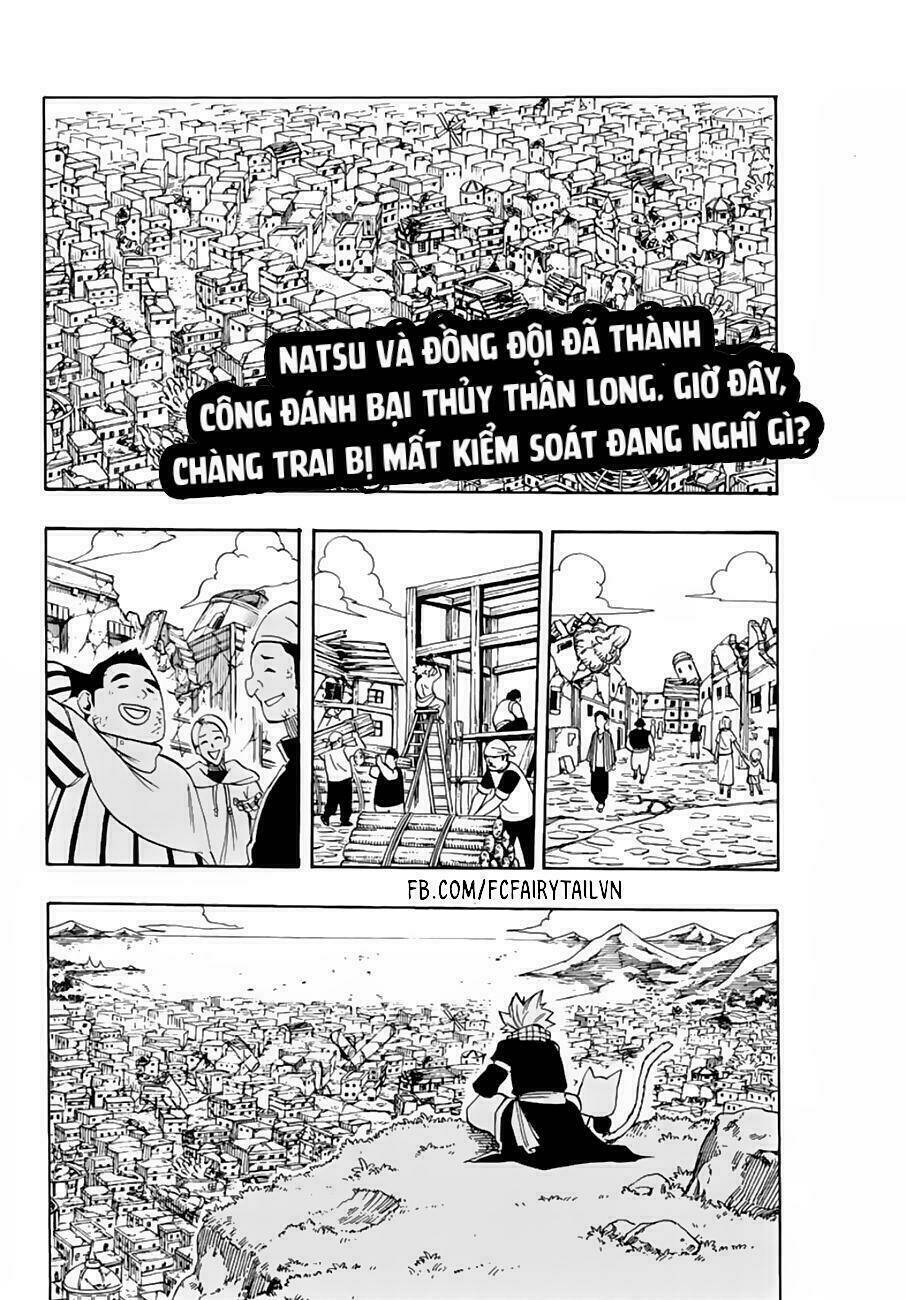 NATSU VÀ ĐỒNG ĐỘI ĐÃ THÀNH
CÔNG ĐÁNH BẠI THỦY THẦN LONG. GIỜ ĐÂY,
CHÀNG TRAI BỊ MẤT KIỂM SOÁT ĐANG NGHĨ GÌ?
FB.COM/FCFAIRYTAILVN